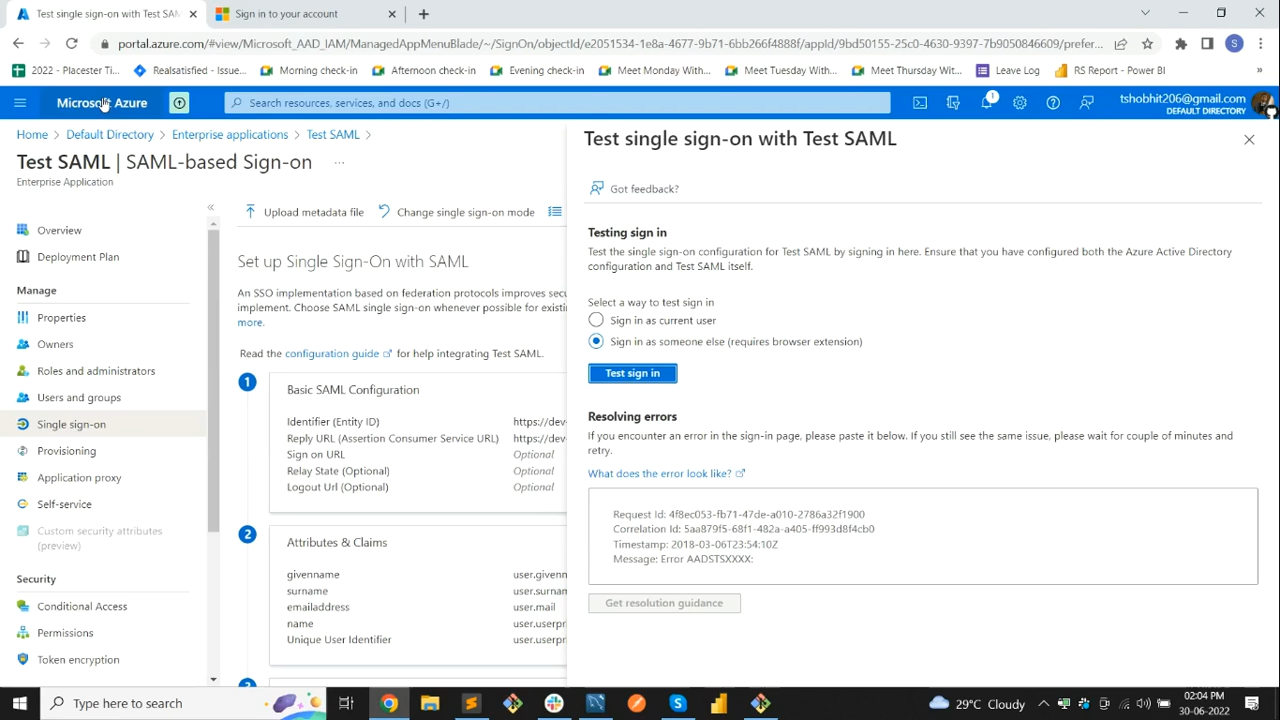 Test single sign-on with Test SAML
Sign in to your account
portal.azure.com/#view/Microsoft_AAD_IAM/ManagedAppMenuBlade/~/SignOn/objectId/e2051534-1e8a-4677-9b71-6bb266f4888f/appId/9bd50155-25c0-4630-9397-7b9050846609/prefer...
S
2022 - Placester Ti...
Realsatisfied - Issue...
Morning check-in
Afternoon check-in
Evening check-in
Meet Monday With...
Meet Tuesday With...
Meet Thursday Wit...
Leave Log
RS Report - Power BI
»
Microsoft Azure
Search resources, services, and docs (G+/)
1
tshobhit206@gmail.com
DEFAULT DIRECTORY
Home > Default Directory > Enterprise applications > Test SAML >
Test SAML | SAML-based Sign-on ...
Enterprise Application
«
Overview
Deployment Plan
Manage
Properties
Owners
Roles and administrators
Users and groups
Single sign-on
Provisioning
Application proxy
Self-service
Custom security attributes
(preview)
Security
Conditional Access
Permissions
Token encryption
Upload metadata file
Change single sign-on mode
Set up Single Sign-On with SAML
An SSO implementation based on federation protocols improves secu
implement. Choose SAML single sign-on whenever possible for existin
more.
Read the configuration guide for help integrating Test SAML.
1
Basic SAML Configuration
Identifier (Entity ID) https://dev-
Reply URL (Assertion Consumer Service URL) https://dev-
Sign on URL Optional
Relay State (Optional) Optional
Logout Url (Optional) Optional
2
Attributes & Claims
givenname user.givenn
surname user.surnam
emailaddress user.mail
name user.userpr
Unique User Identifier user.userpr
Test single sign-on with Test SAML
Got feedback?
Testing sign in
Test the single sign-on configuration for Test SAML by signing in here. Ensure that you have configured both the Azure Active Directory
configuration and Test SAML itself.
Select a way to test sign in
Sign in as current user
Sign in as someone else (requires browser extension)
Test sign in
Resolving errors
If you encounter an error in the sign-in page, please paste it below. If you still see the same issue, please wait for couple of minutes and
retry.
What does the error look like?
Request Id: 4f8ec053-fb71-47de-a010-2786a32f1900
Correlation Id: 5aa879f5-68f1-482a-a405-ff993d8f4cb0
Timestamp: 2018-03-06T23:54:10Z
Message: Error AADSTSXXXX:
Get resolution guidance
Type here to search
29°C Cloudy
02:04 PM
30-06-2022